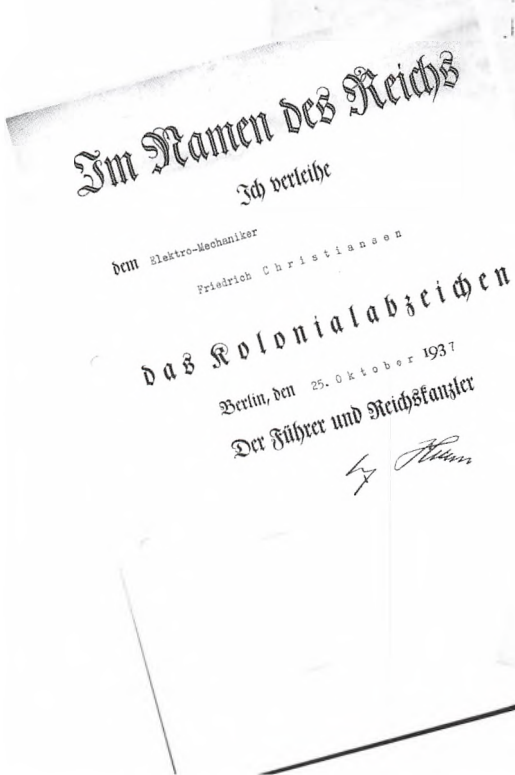 Im Namen des Reichs
Ich verleihe
dem Elektro-Mechaniker
Friedrich Christiansen
das Kolonialabzeichen
Berlin, den 25. Oktober 1937
Der Führer und Reichskanzler